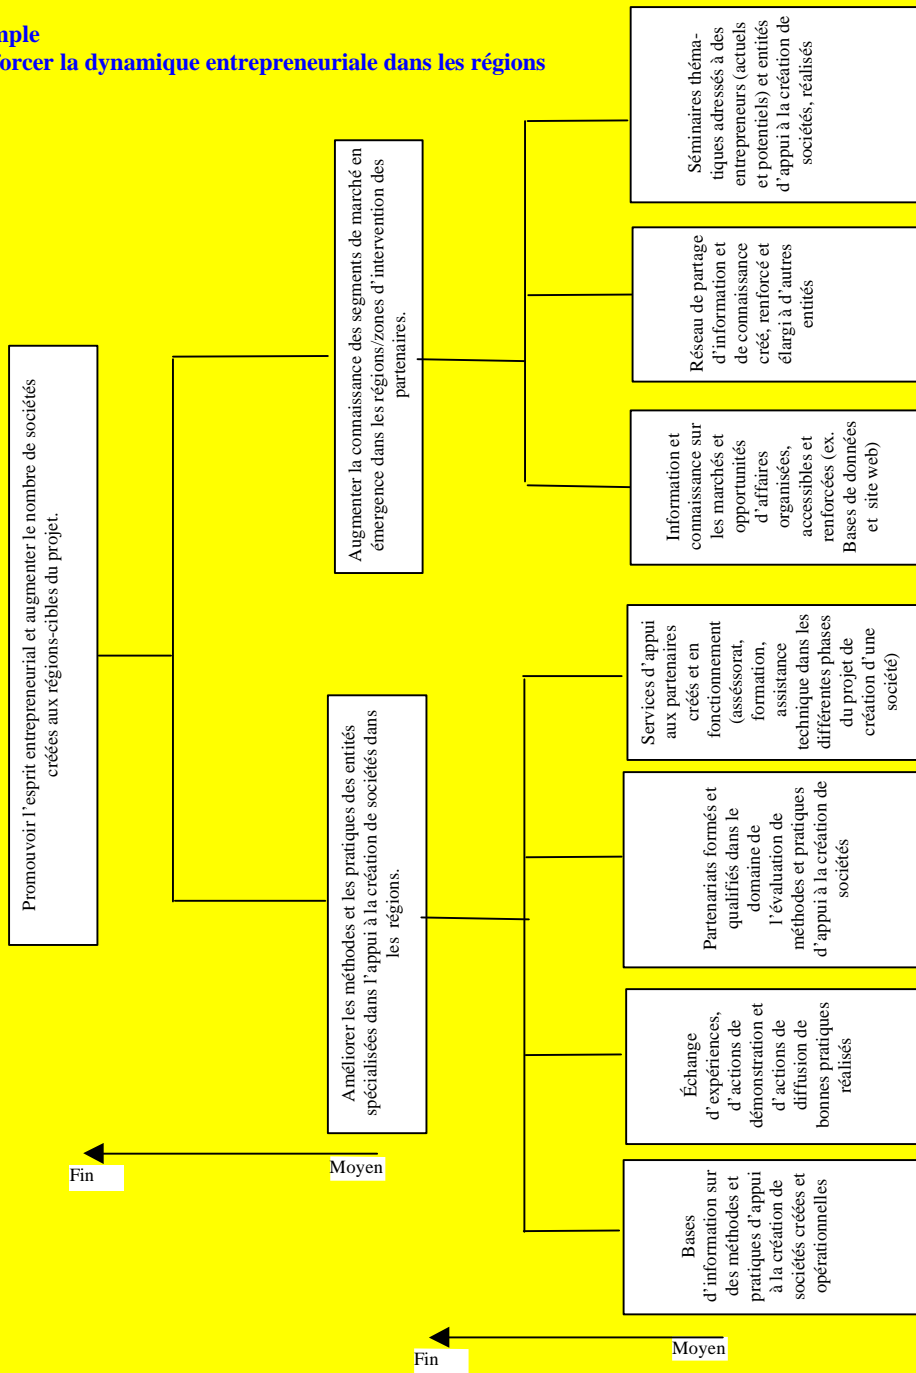 mple
forcer la dynamique entrepreneuriale dans les régions
Promouvoir l'esprit entrepreneurial et augmenter le nombre de sociétés
créées aux régions-cibles du projet.
Fin
Moyen
Améliorer les méthodes et les pratiques des entités
spécialisées dans l'appui à la création de sociétés dans
les régions.
Augmenter la connaissance des segments de marché en
émergence dans les régions/zones d'intervention des
partenaires.
Fin
Moyen
Bases
d'information sur
des méthodes et
pratiques d'appui
à la création de
sociétés créées et
opérationnelles
Échange
d'expériences,
d'actions de
démonstration et
d'actions de
diffusion de
bonnes pratiques
réalisés
Partenariats formés et
qualifiés dans le
domaine de
l'évaluation de
méthodes et pratiques
d'appui à la création de
sociétés
Services d'appui
aux partenaires
créés et en
fonctionnement
(asséssorat,
formation,
assistance
technique dans les
différentes phases
du projet de
création d'une
société)
Information et
connaissance sur
les marchés et
opportunités
d'affaires
organisées,
accessibles et
renforcées (ex.
Bases de données
et site web)
Réseau de partage
d'information et
de connaissance
créé, renforcé et
élargi à d'autres
entités
Séminaires théma-
tiques adressés à des
entrepreneurs (actuels
et potentiels) et entités
d'appui à la création de
sociétés, réalisés